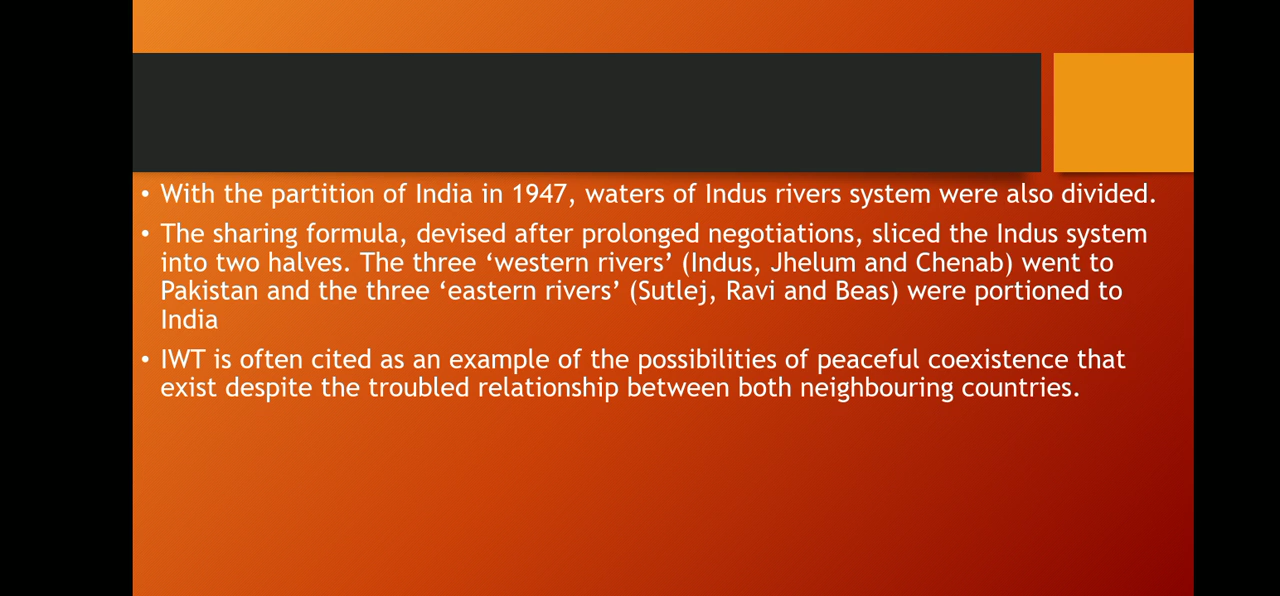 • With the partition of India in 1947, waters of Indus rivers system were also divided.
• The sharing formula, devised after prolonged negotiations, sliced the Indus system
into two halves. The three ‘western rivers’ (Indus, Jhelum and Chenab) went to
Pakistan and the three ‘eastern rivers’ (Sutlej, Ravi and Beas) were portioned to
India
• IWT is often cited as an example of the possibilities of peaceful coexistence that
exist despite the troubled relationship between both neighbouring countries.